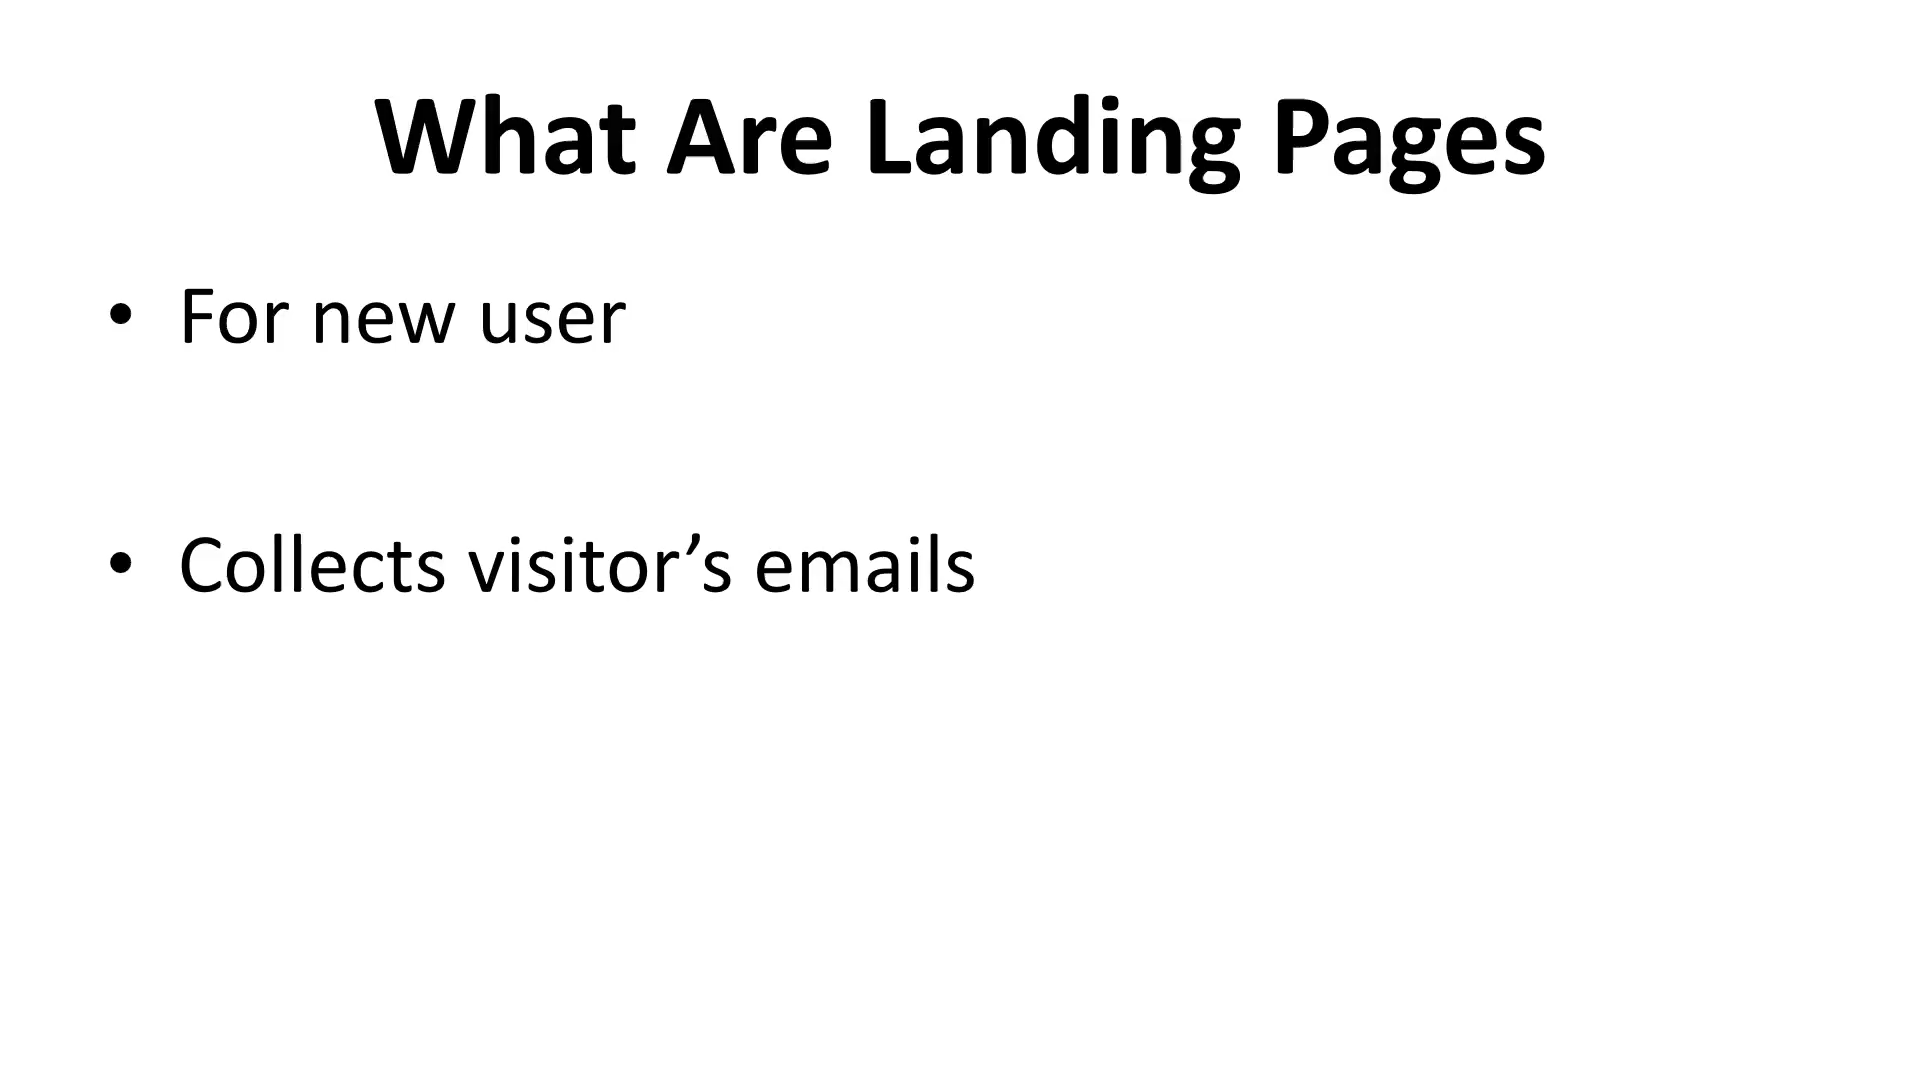 What Are Landing Pages
• For new user
• Collects visitor’s emails